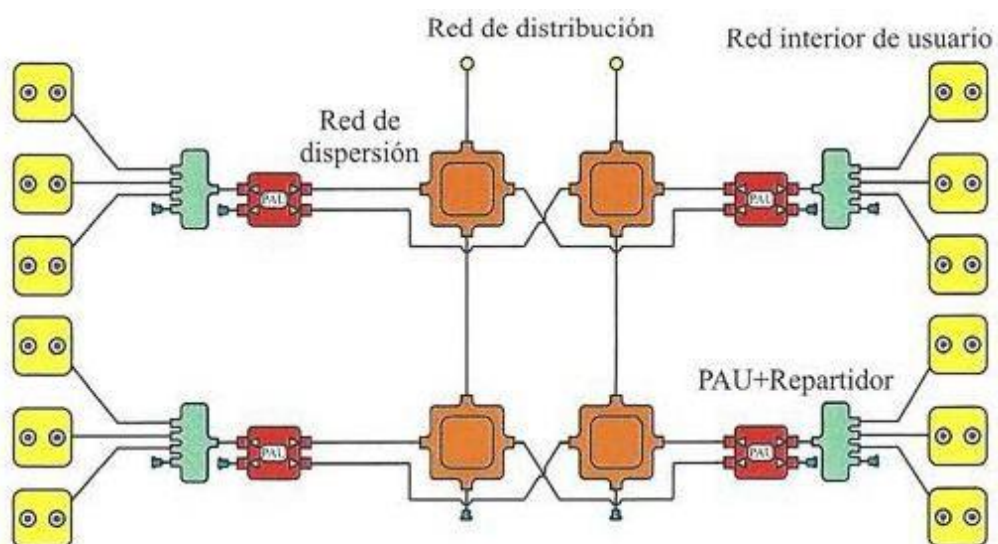 Red de distribución
Red interior de usuario
Red de
dispersión
PAU
PAU
PAU+Repartidor
PAU
PAU